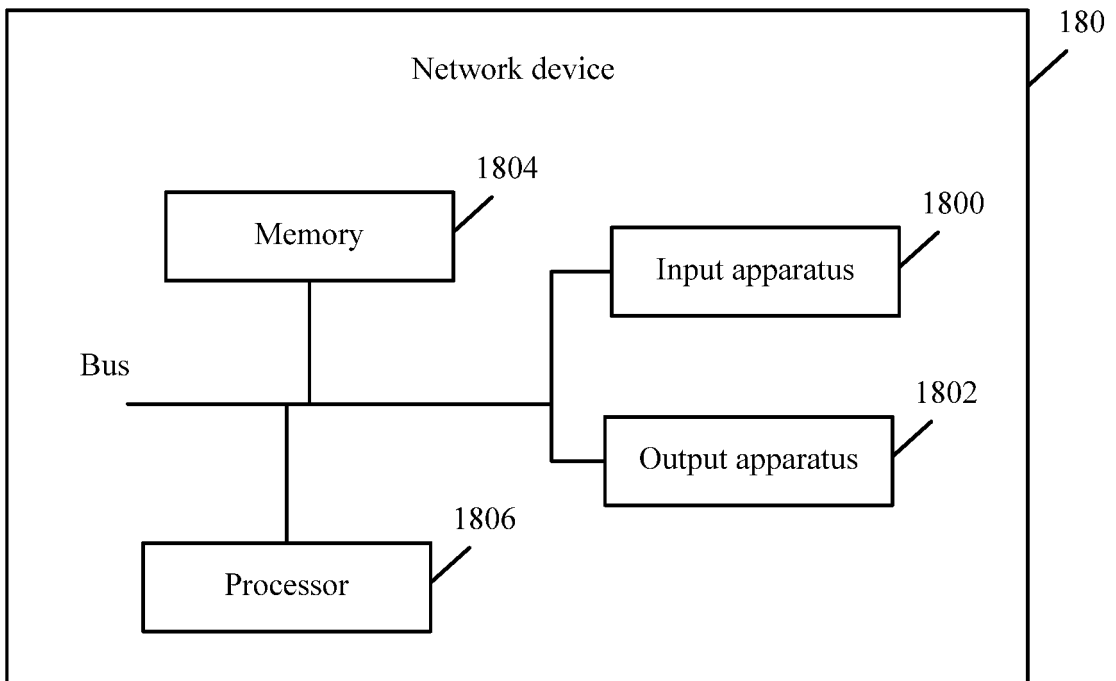 180
Network device
1804
Memory
1800
Input apparatus
Bus
1802
Output apparatus
1806
Processor